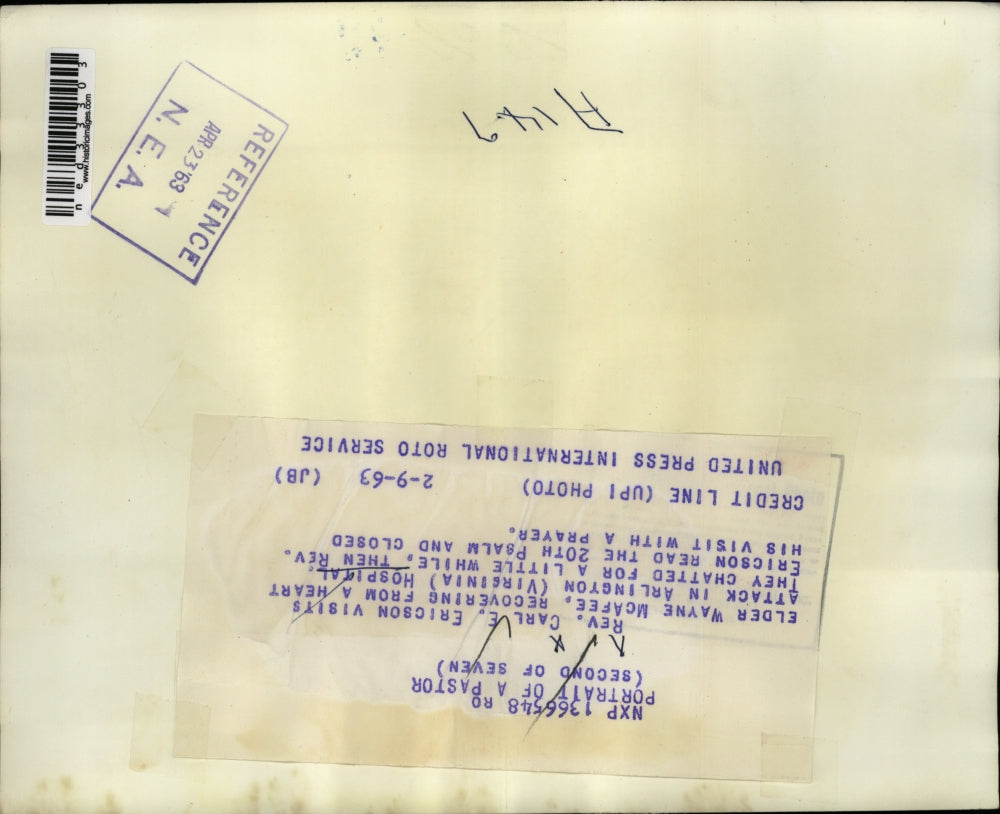 NXP 1366548 RO
PORTRAIT OF A PASTOR
(SECOND OF SEVEN)
REV. CARL E. ERICSON VISITS
ELDER WAYNE MCAFEE, RECOVERING FROM A HEART
ATTACK IN ARLINGTON (VIRGINIA) HOSPITAL.
THEY CHATTED FOR A LITTLE WHILE, THEN REV.
ERICSON READ THE 20TH PSALM AND CLOSED
HIS VISIT WITH A PRAYER.
CREDIT LINE (UPI PHOTO) 2-9-63 (JB)
UNITED PRESS INTERNATIONAL ROTO SERVICE
REFERENCE
APR 23 '63
N. E. A.
ned33303
www.historicimages.com